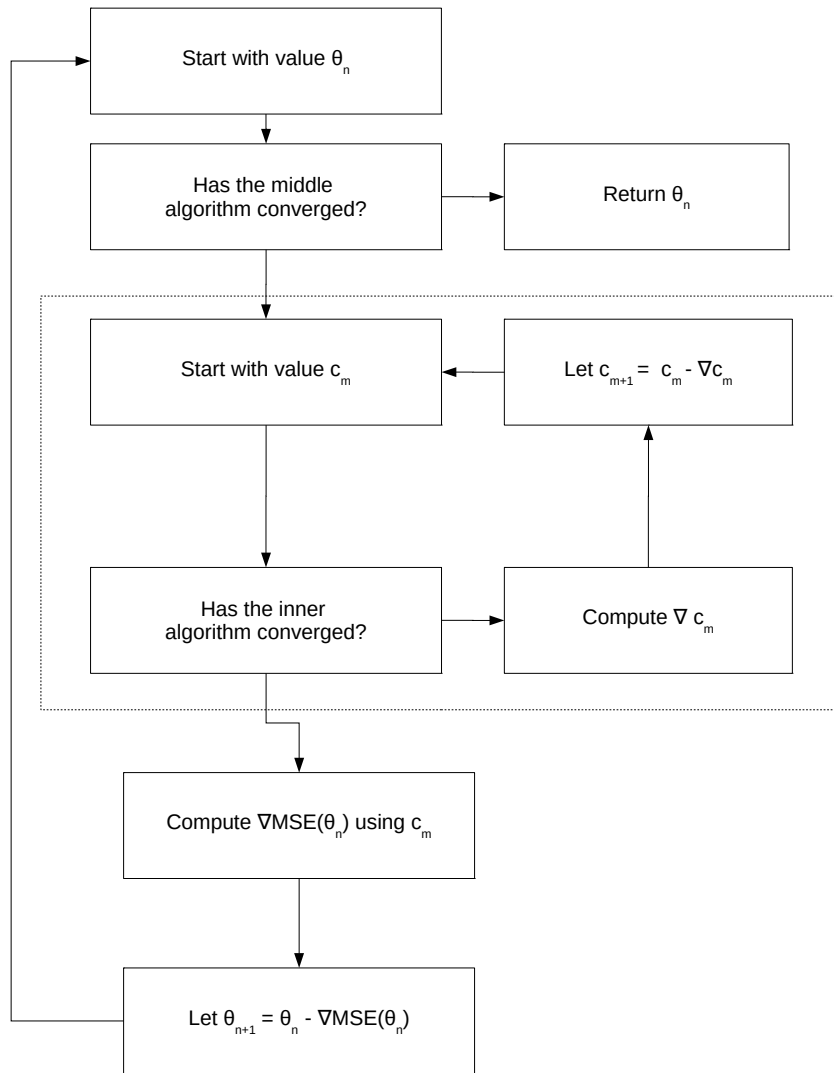 Start with value θₙ
Has the middle
algorithm converged?
Return θₙ
Start with value cₘ
Let cₘ₊₁ = cₘ - ∇cₘ
Has the inner
algorithm converged?
Compute ∇ cₘ
Compute ∇MSE(θₙ) using cₘ
Let θₙ₊₁ = θₙ - ∇MSE(θₙ)